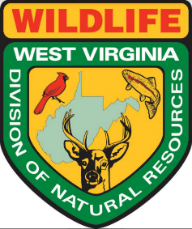 WILDLIFE
WEST VIRGINIA
DIVISION OF NATURAL RESOURCES